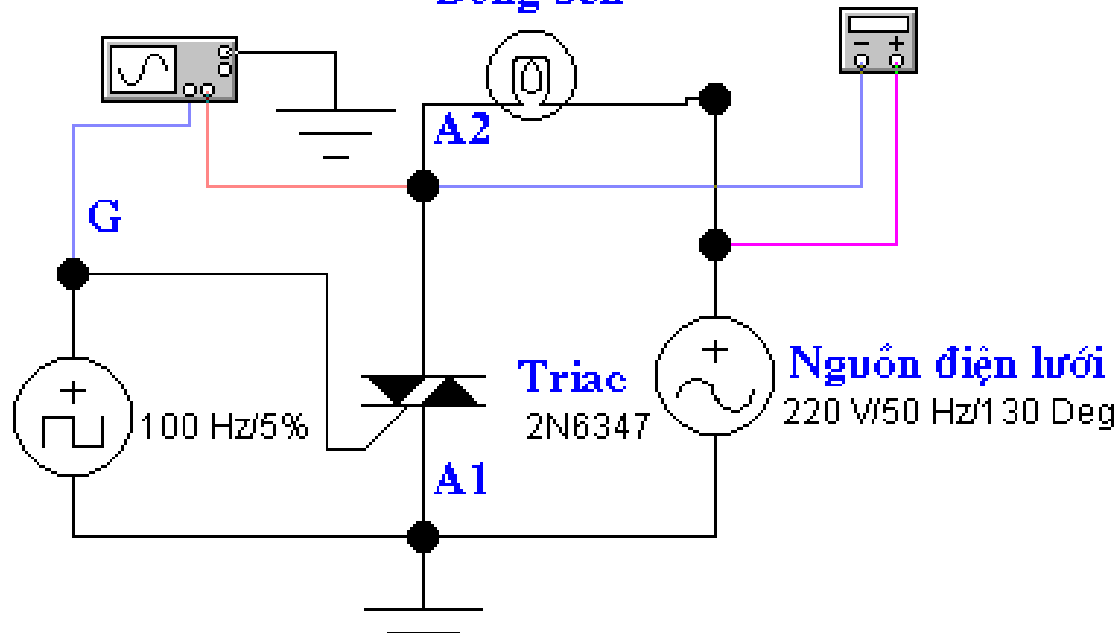 A2
G
Triac
Nguồn điện lưới
2N6347
220 V/50 Hz/130 Deg
100 Hz/5%
A1